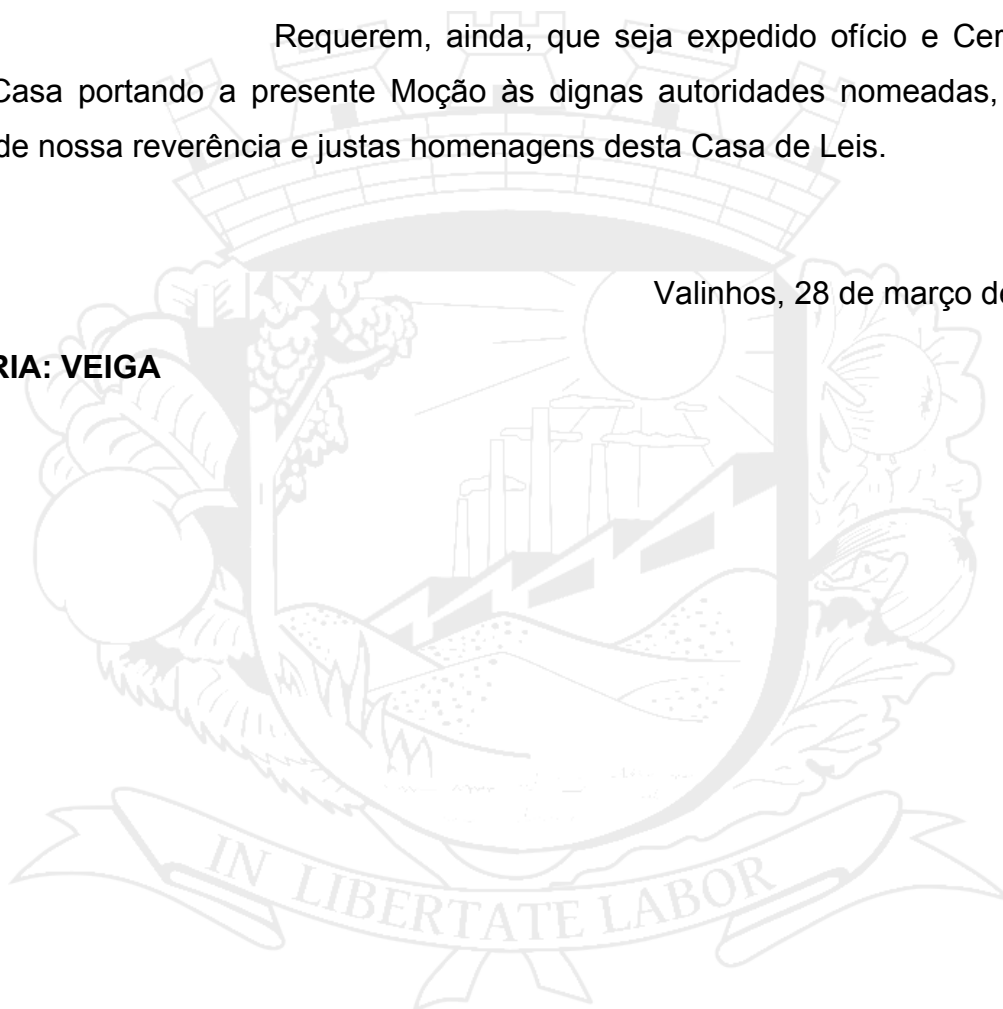 Requerem, ainda, que seja expedido ofício e Cer
Casa portando a presente Moção às dignas autoridades nomeadas,
de nossa reverência e justas homenagens desta Casa de Leis.
Valinhos, 28 de março d
RIA: VEIGA
IN LIBERTATE LABOR